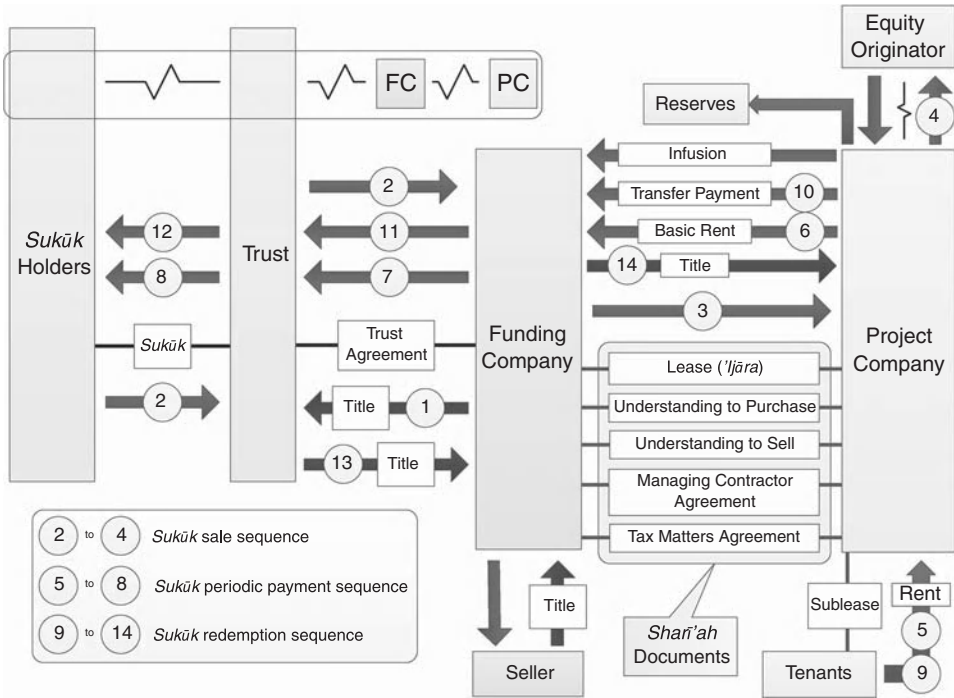 Equity
Originator
FC
PC
4
Reserves
Infusion
2
Transfer Payment
10
12
11
Basic Rent
6
Sukūk
Holders
Trust
8
7
14
Title
3
Funding
Company
Project
Company
Sukūk
Trust
Agreement
Lease ('Ijāra)
2
Title
1
Understanding to Purchase
Understanding to Sell
13
Title
Managing Contractor
Agreement
Tax Matters Agreement
2 to 4 Sukūk sale sequence
5 to 8 Sukūk periodic payment sequence
9 to 14 Sukūk redemption sequence
Title
Seller
Sharī'ah
Documents
Sublease
Rent
5
Tenants
9